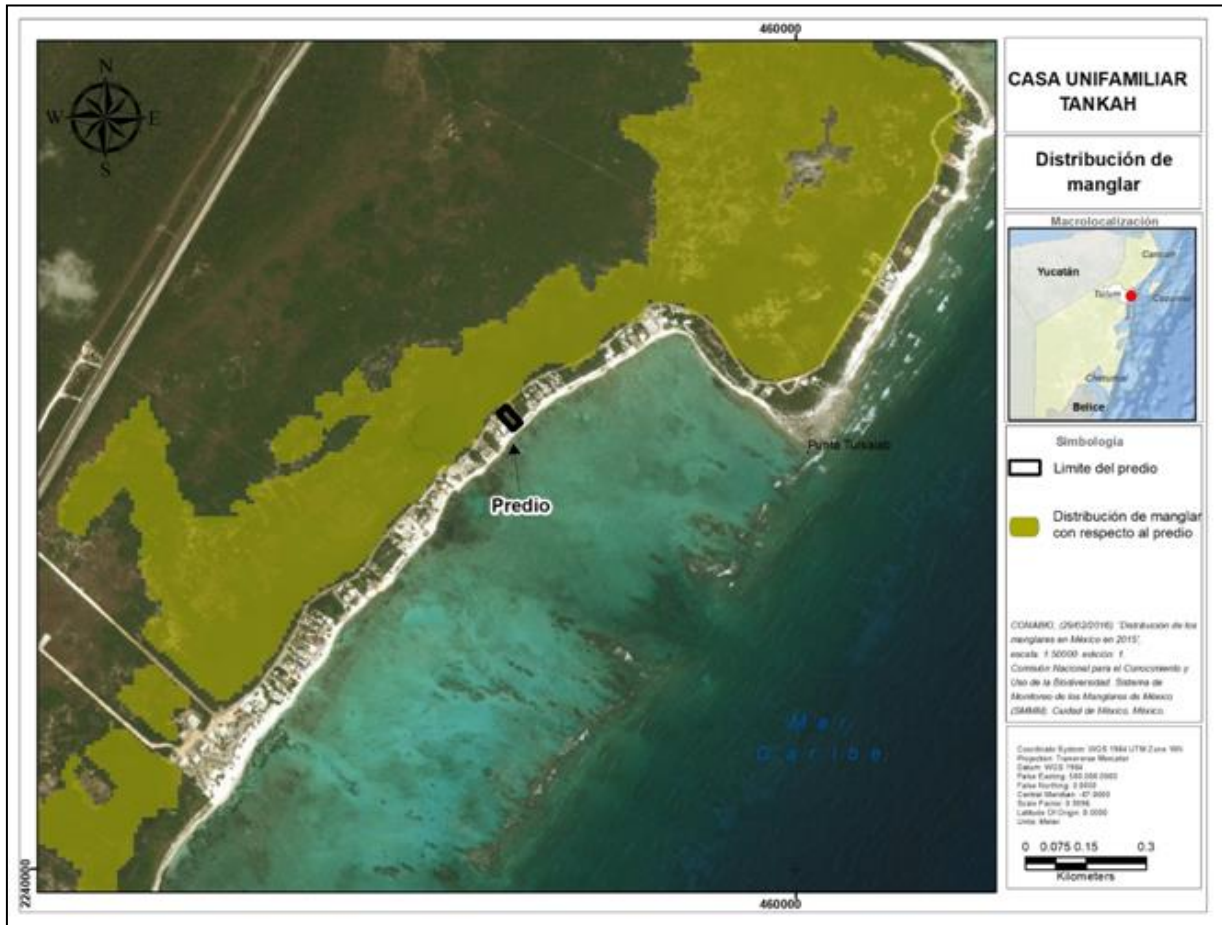 460000
N
W
E
S
Predio
Mar
Caribe
2240000
460000
CASA UNIFAMILIAR
TANKAH
Distribución de
manglar
Macrolocalización
Yucatán
Cancún
Tulum
Cozumel
Chetumal
Belice
Simbología
Limite del predio
Distribución de manglar
con respecto al predio
CONABIO, (29/02/2016). 'Distribución de los
manglares en México en 2015',
escala: 1:50000. edición: 1.
Comisión Nacional para el Conocimiento y
Uso de la Biodiversidad. Sistema de
Monitoreo de los Manglares de México
(SMMM). Ciudad de México, México.
Coordinate System: WGS 1984 UTM Zone 16N
Projection: Transverse Mercator
Datum: WGS 1984
False Easting: 500,000.0000
False Northing: 0.0000
Central Meridian: -87.0000
Scale Factor: 0.9996
Latitude Of Origin: 0.0000
Units: Meter
0 0.075 0.15 0.3
Kilometers